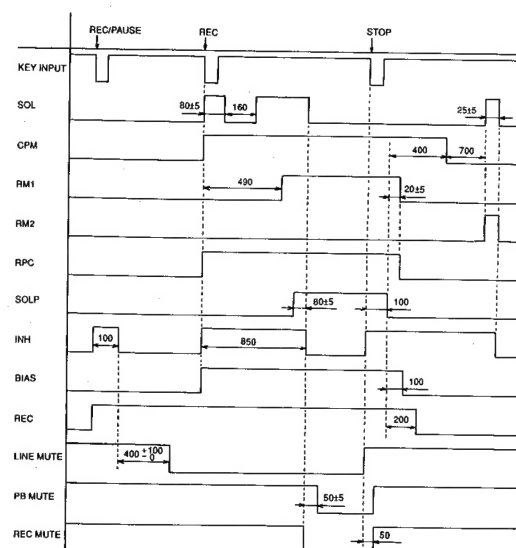 REC/PAUSE REC STOP
KEY INPUT
SOL 80±5 160 25±5
CPM 400 700
RM1 490 20±5
RM2
RPC
SOLP 80±5 100
INH 100 850
BIAS 100
REC 200
LINE MUTE 400 +100 -0
PB MUTE 50±5
REC MUTE 50